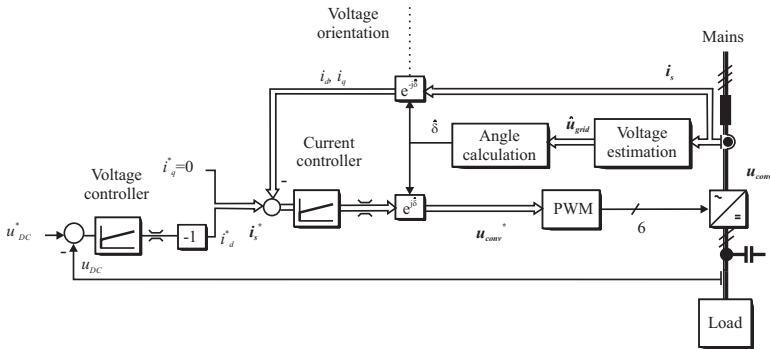 Voltage
orientation
Mains
i_d, i_q
e^-jδ̂
i_s
Current
controller
δ̂
Angle
calculation
û_grid
Voltage
estimation
Voltage
controller
i*_q=0
-
u_conv
~
=
u*_DC
-
-1
i*_d
i_s*
e^jδ̂
u_conv*
PWM
6
u_DC
Load